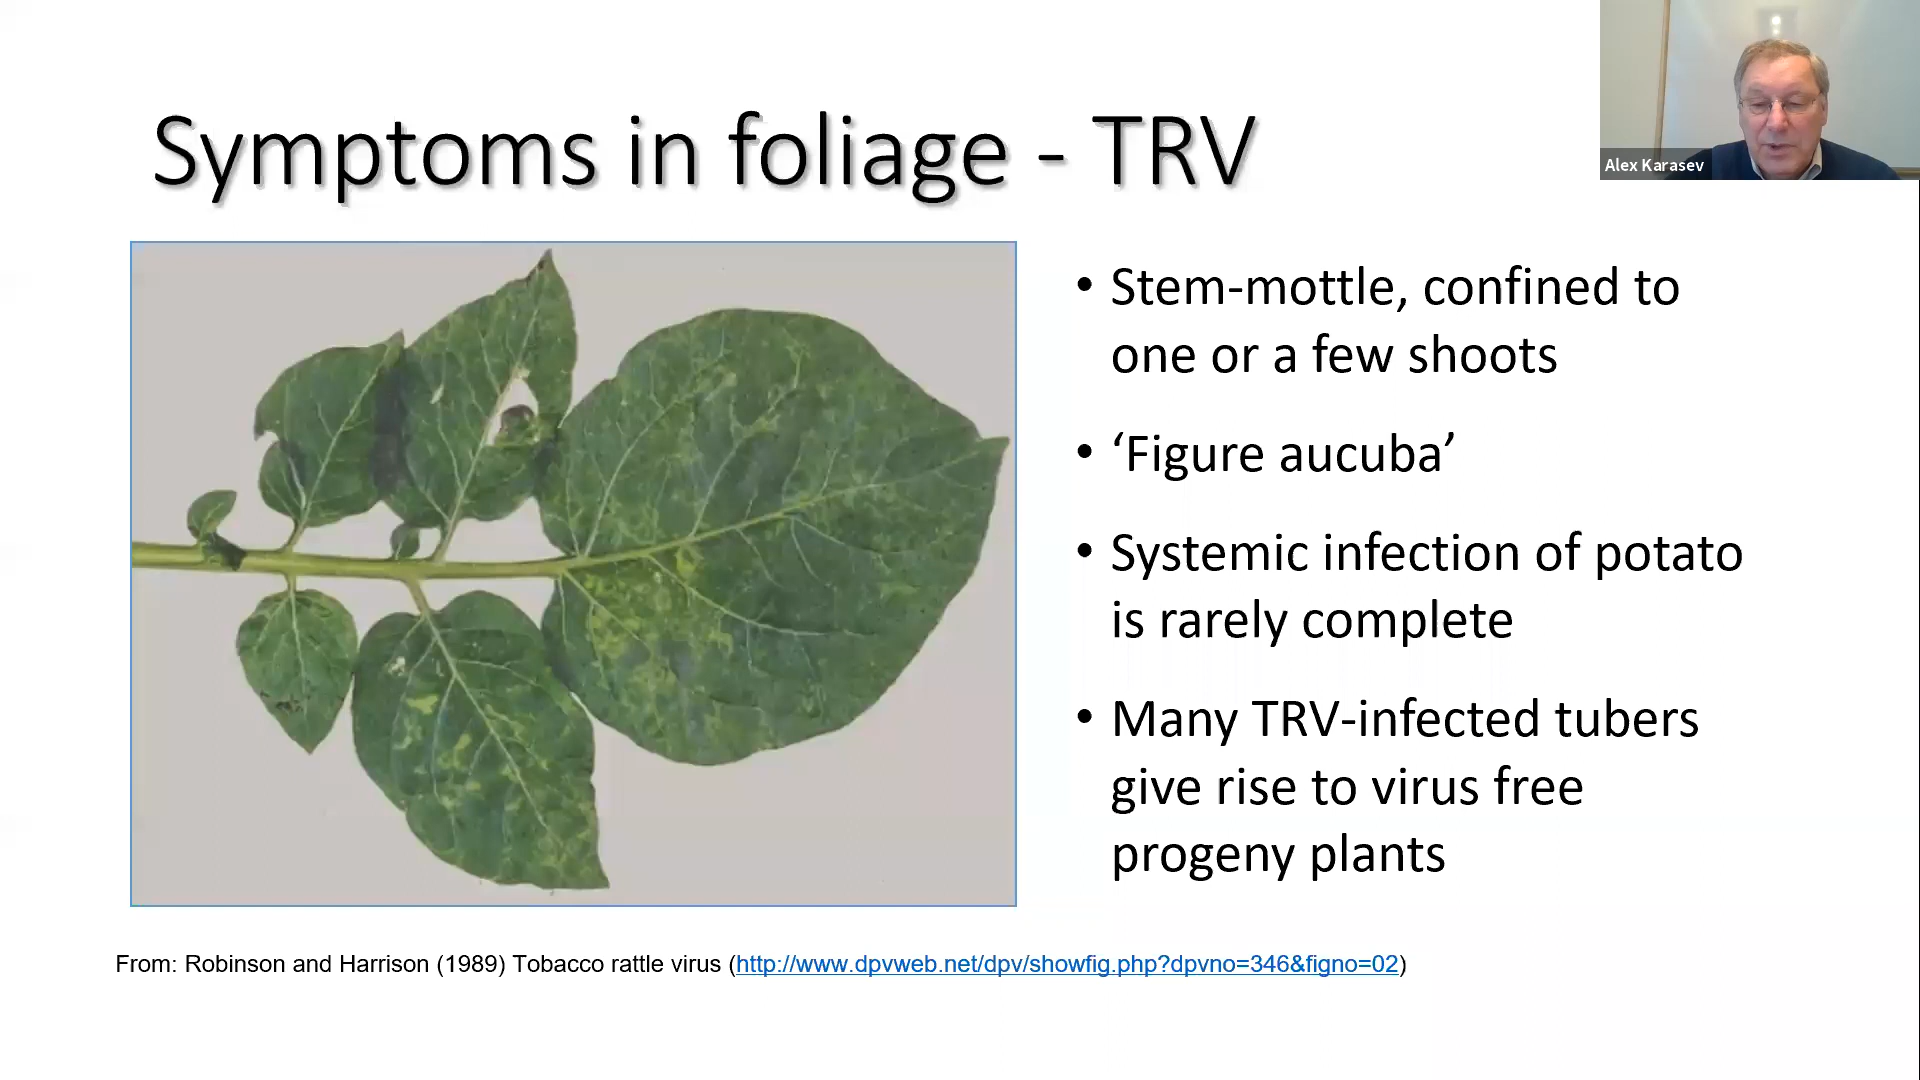 Symptoms in foliage - TRV
Alex Karasev
• Stem-mottle, confined to
one or a few shoots
• ‘Figure aucuba’
• Systemic infection of potato
is rarely complete
• Many TRV-infected tubers
give rise to virus free
progeny plants
From: Robinson and Harrison (1989) Tobacco rattle virus (http://www.dpvweb.net/dpv/showfig.php?dpvno=346&figno=02)